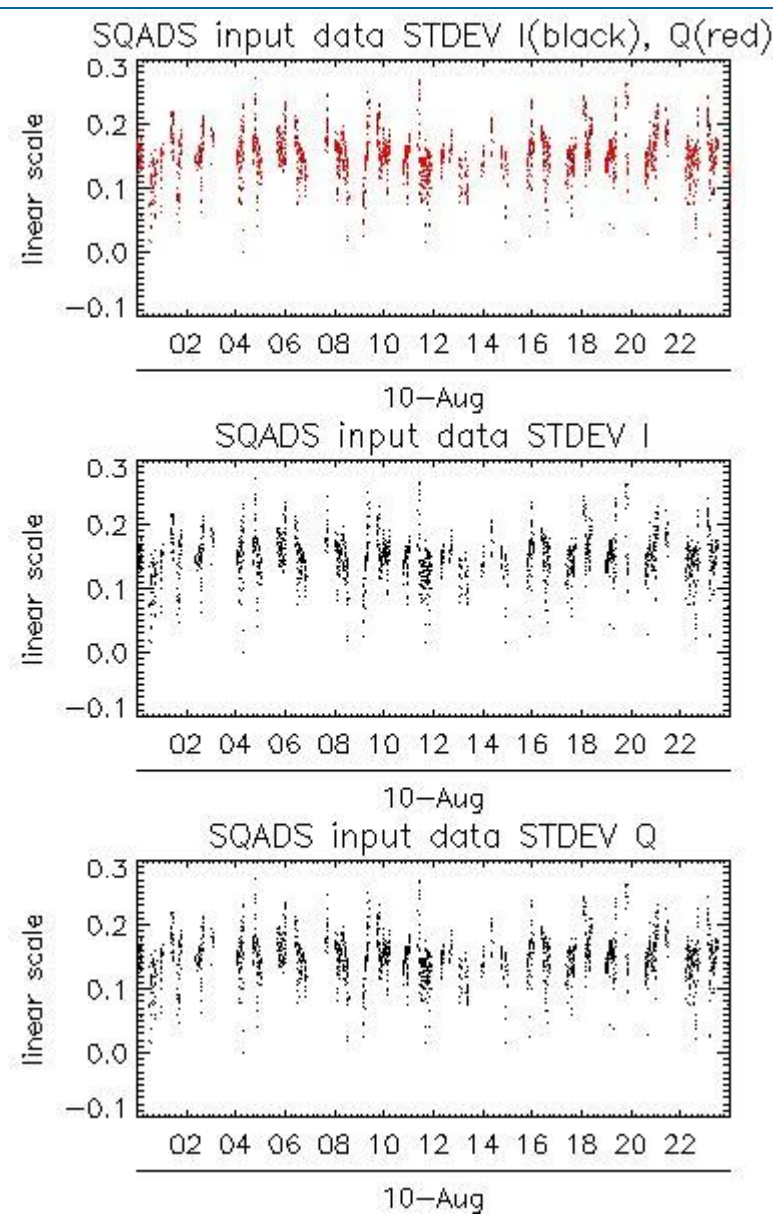 SQADS input data STDEV I(black), Q(red)
0.3
0.2
0.1
0.0
−0.1
linear scale
02 04 06 08 10 12 14 16 18 20 22
10−Aug
SQADS input data STDEV I
0.3
0.2
0.1
0.0
−0.1
linear scale
02 04 06 08 10 12 14 16 18 20 22
10−Aug
SQADS input data STDEV Q
0.3
0.2
0.1
0.0
−0.1
linear scale
02 04 06 08 10 12 14 16 18 20 22
10−Aug